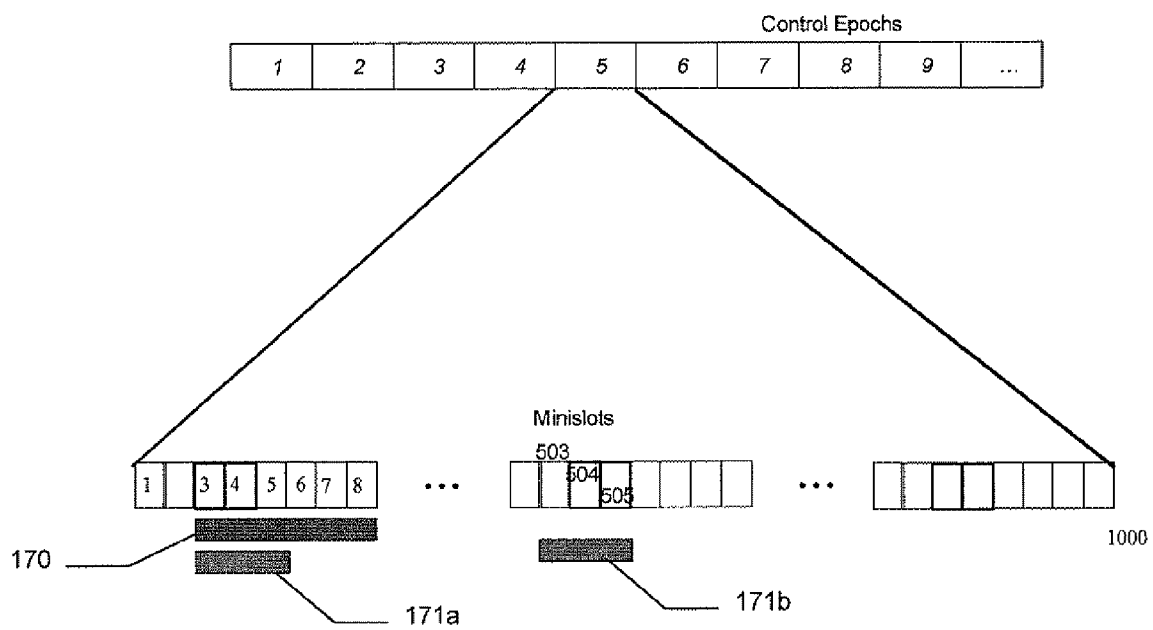 Control Epochs
1 2 3 4 5 6 7 8 9 ...
Minislots
503
1 3 4 5 6 7 8 ... 504 ...
505
1000
170
171a 171b